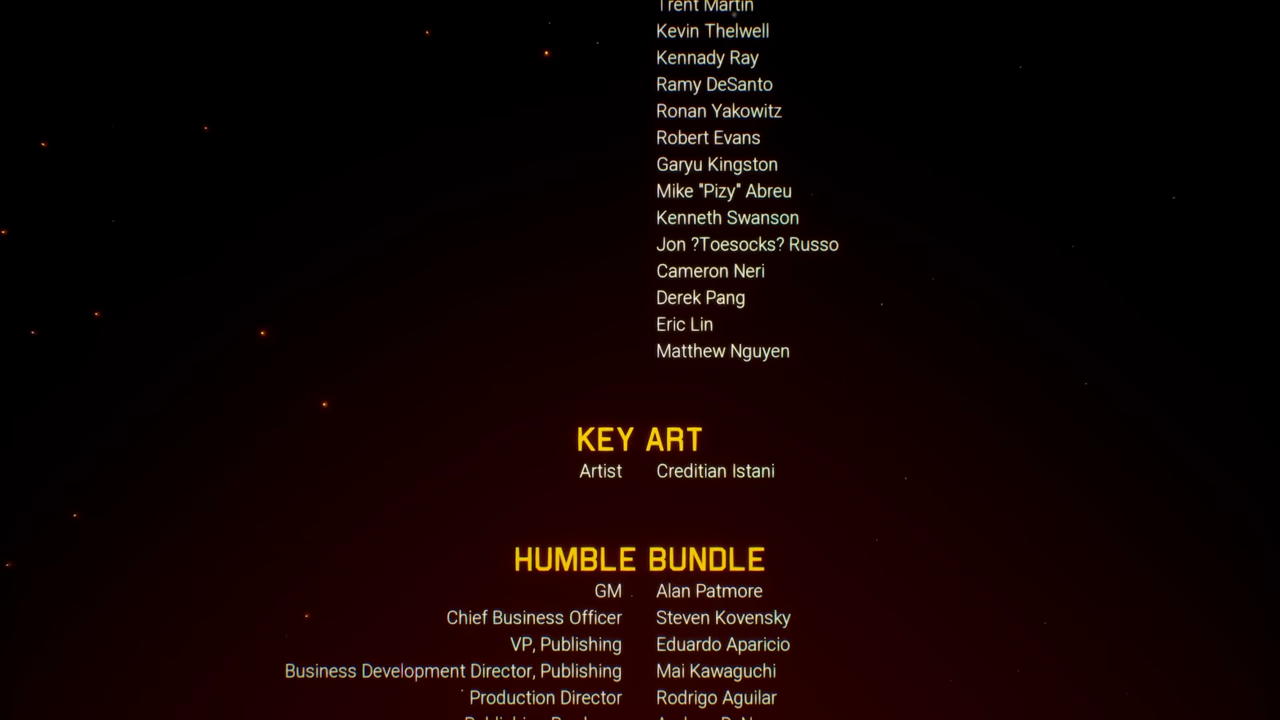 Trent Martin
Kevin Thelwell
Kennady Ray
Ramy DeSanto
Ronan Yakowitz
Robert Evans
Garyu Kingston
Mike "Pizy" Abreu
Kenneth Swanson
Jon ?Toesocks? Russo
Cameron Neri
Derek Pang
Eric Lin
Matthew Nguyen
KEY ART
Artist Creditian Istani
HUMBLE BUNDLE
GM Alan Patmore
Chief Business Officer Steven Kovensky
VP, Publishing Eduardo Aparicio
Business Development Director, Publishing Mai Kawaguchi
Production Director Rodrigo Aguilar